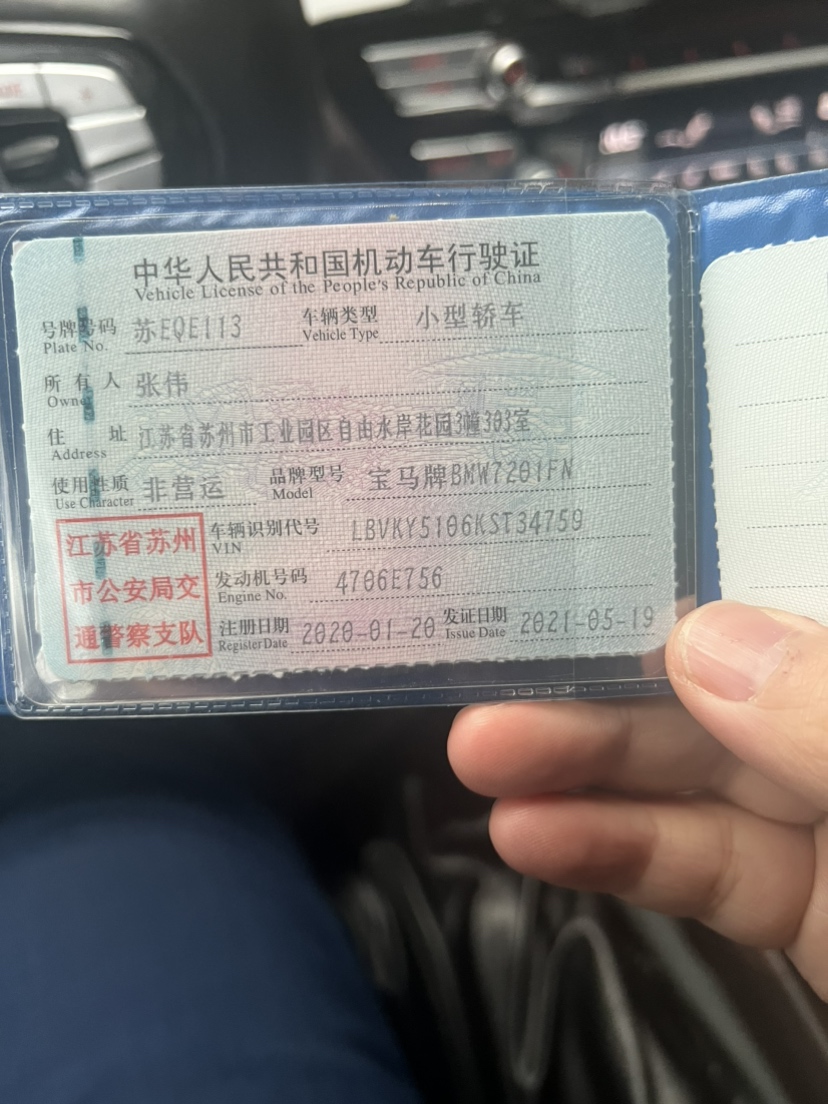 中华人民共和国机动车行驶证
Vehicle License of the People's Republic of China
号牌号码 苏EQE113 车辆类型 小型轿车
Plate No. Vehicle Type
所有人 张伟
Owner
住址 江苏省苏州市工业园区自由水岸花园3幢303室
Address
使用性质 非营运 品牌型号 宝马牌BMW7201FN
Use Character Model
江苏省苏州
市公安局交
通警察支队
车辆识别代号 LBVKY5106KST34759
VIN
发动机号码 4706E756
Engine No.
注册日期 2020-01-20 发证日期 2021-05-19
Register Date Issue Date